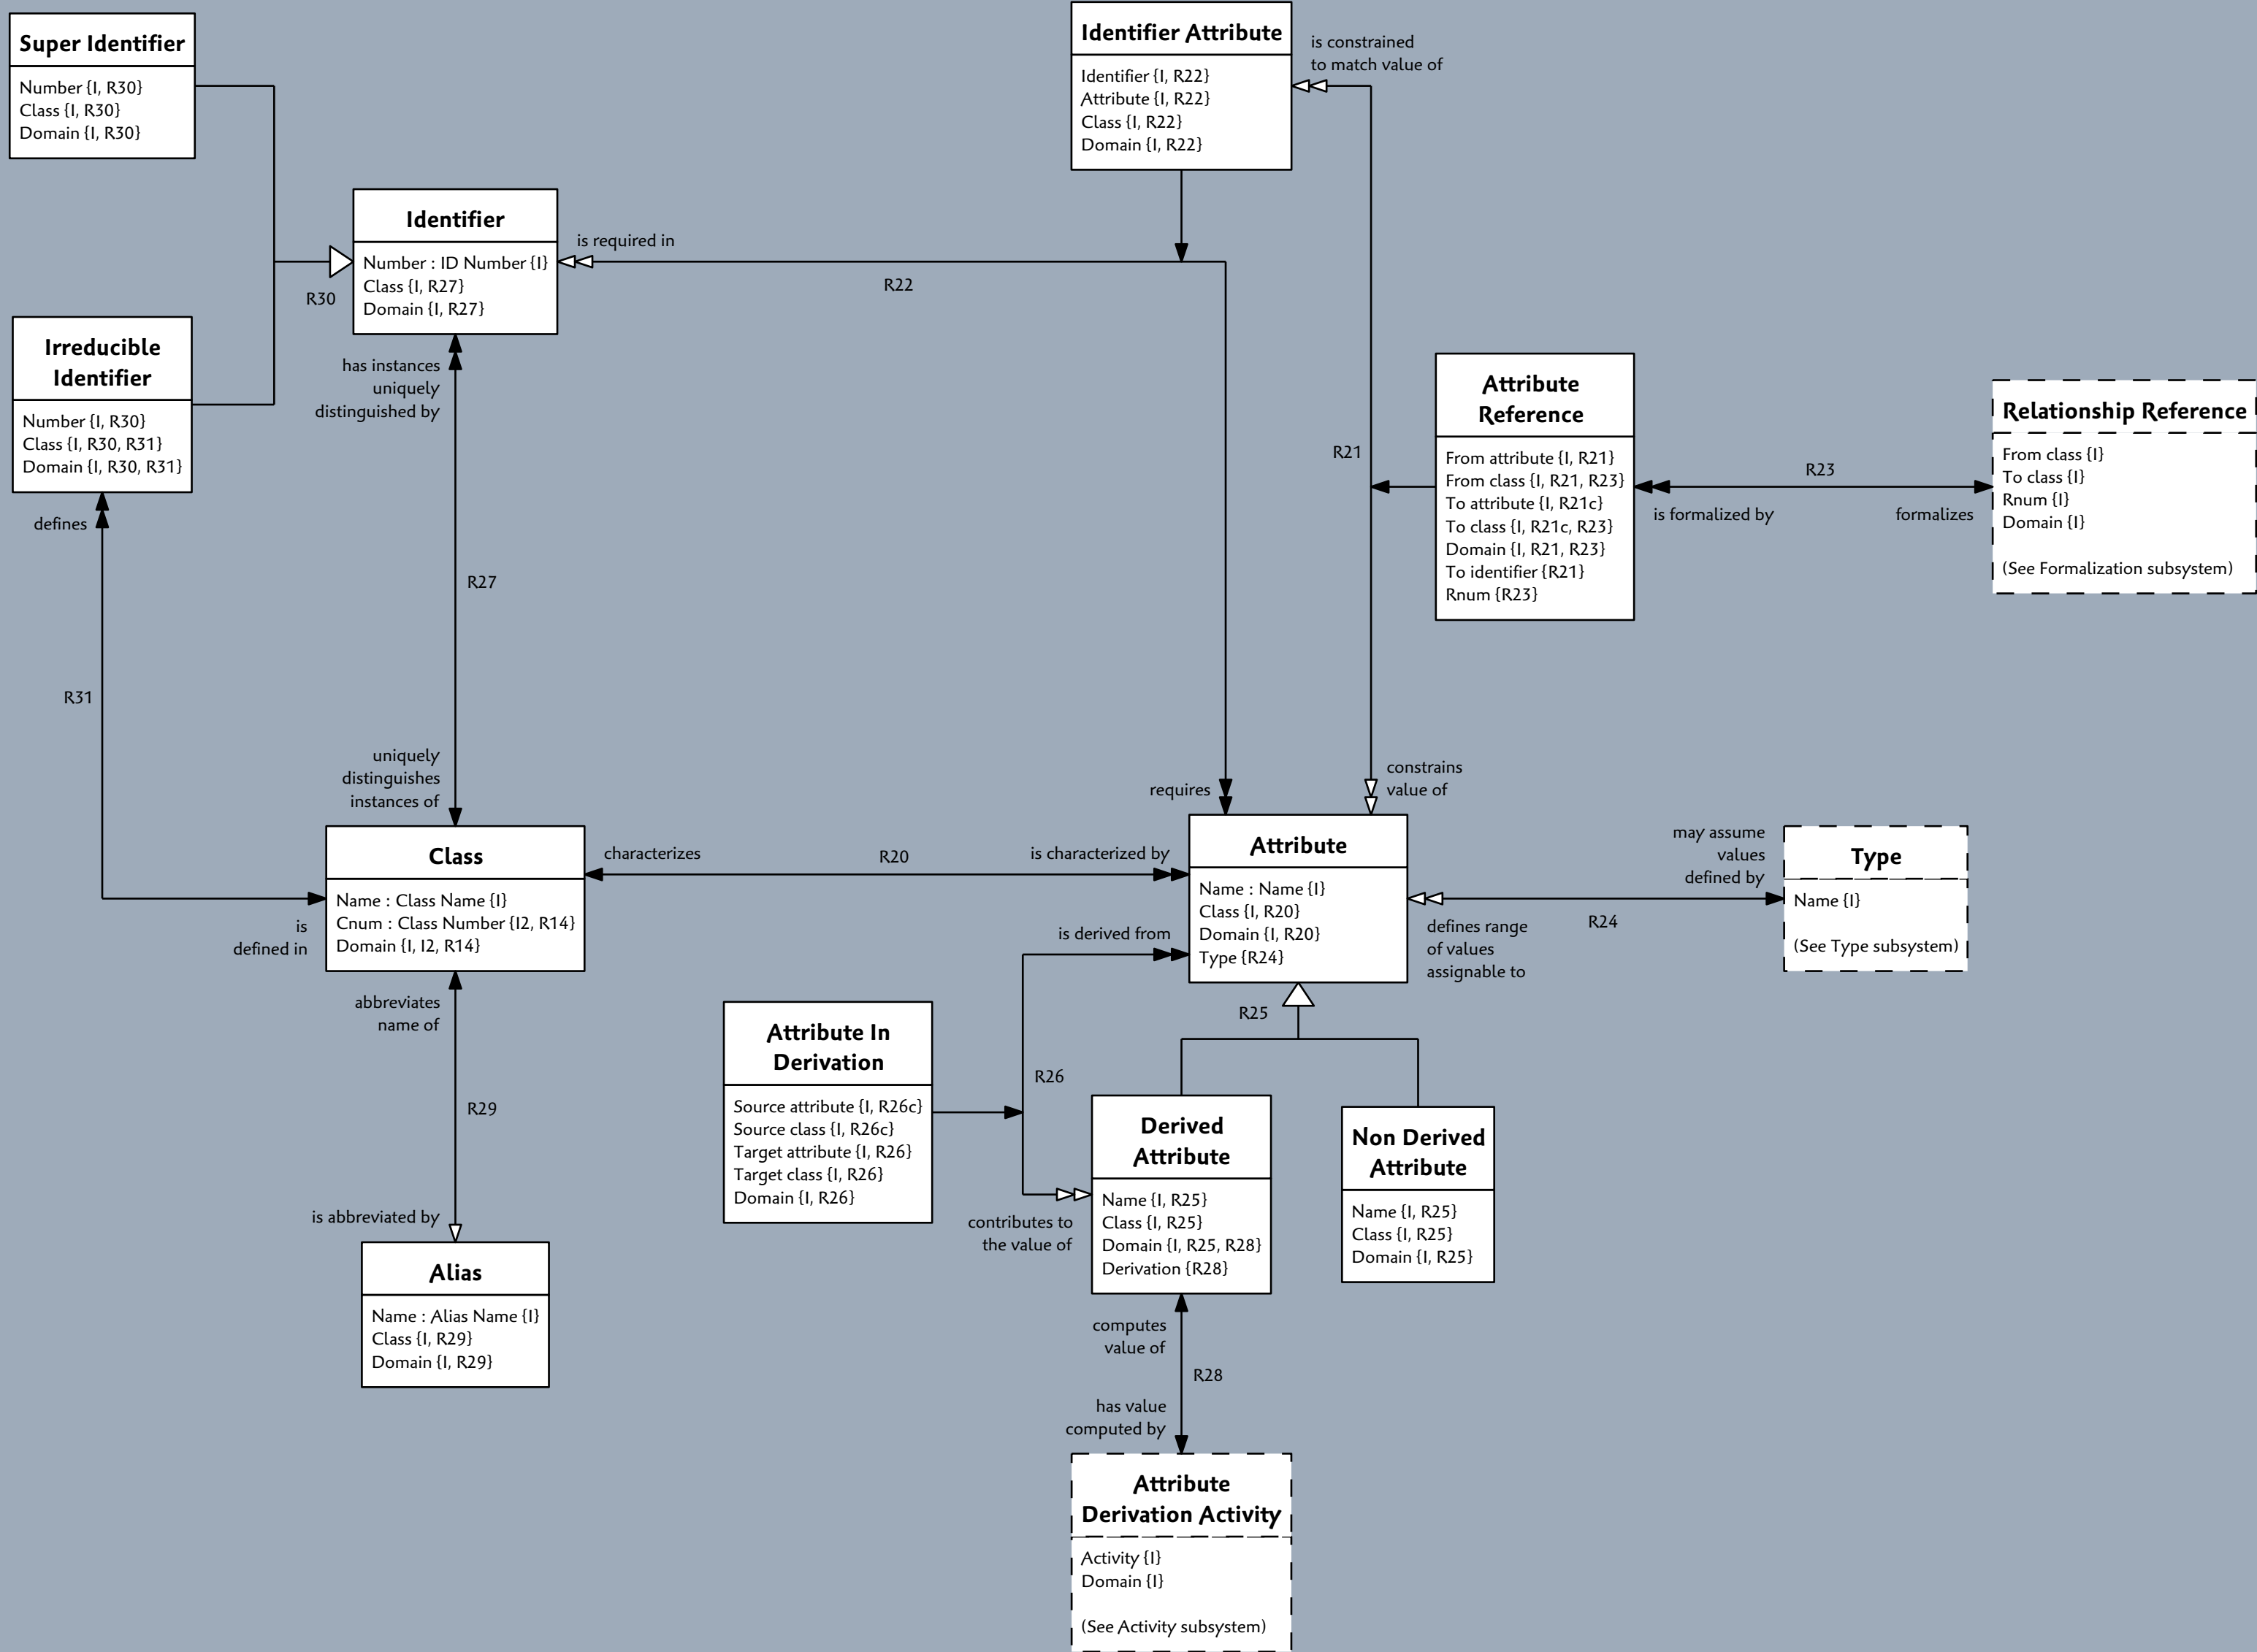 Super Identifier
Number {I, R30}
Class {I, R30}
Domain {I, R30}
Identifier Attribute
Identifier {I, R22}
Attribute {I, R22}
Class {I, R22}
Domain {I, R22}
is constrained
to match value of
Identifier
Number : ID Number {I}
Class {I, R27}
Domain {I, R27}
is required in
R22
R30
Irreducible
Identifier
Number {I, R30}
Class {I, R30, R31}
Domain {I, R30, R31}
has instances
uniquely
distinguished by
defines
R27
R31
uniquely
distinguishes
instances of
R21
Attribute
Reference
From attribute {I, R21}
From class {I, R21, R23}
To attribute {I, R21c}
To class {I, R21c, R23}
Domain {I, R21, R23}
To identifier {R21}
Rnum {R23}
R23
is formalized by
formalizes
Relationship Reference
From class {I}
To class {I}
Rnum {I}
Domain {I}
(See Formalization subsystem)
requires
constrains
value of
Class
Name : Class Name {I}
Cnum : Class Number {I2, R14}
Domain {I, I2, R14}
is
defined in
characterizes
R20
is characterized by
Attribute
Name : Name {I}
Class {I, R20}
Domain {I, R20}
Type {R24}
may assume
values
defined by
R24
defines range
of values
assignable to
Type
Name {I}
(See Type subsystem)
is derived from
R25
abbreviates
name of
R29
is abbreviated by
Alias
Name : Alias Name {I}
Class {I, R29}
Domain {I, R29}
Attribute In
Derivation
Source attribute {I, R26c}
Source class {I, R26c}
Target attribute {I, R26}
Target class {I, R26}
Domain {I, R26}
R26
contributes to
the value of
Derived
Attribute
Name {I, R25}
Class {I, R25}
Domain {I, R25, R28}
Derivation {R28}
Non Derived
Attribute
Name {I, R25}
Class {I, R25}
Domain {I, R25}
computes
value of
R28
has value
computed by
Attribute
Derivation Activity
Activity {I}
Domain {I}
(See Activity subsystem)